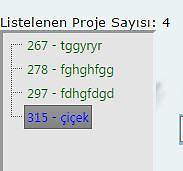 Listelenen Proje Sayısı: 4
267 - tggyryr
278 - fghghfgg
297 - fdhgfdgd
315 - çiçek